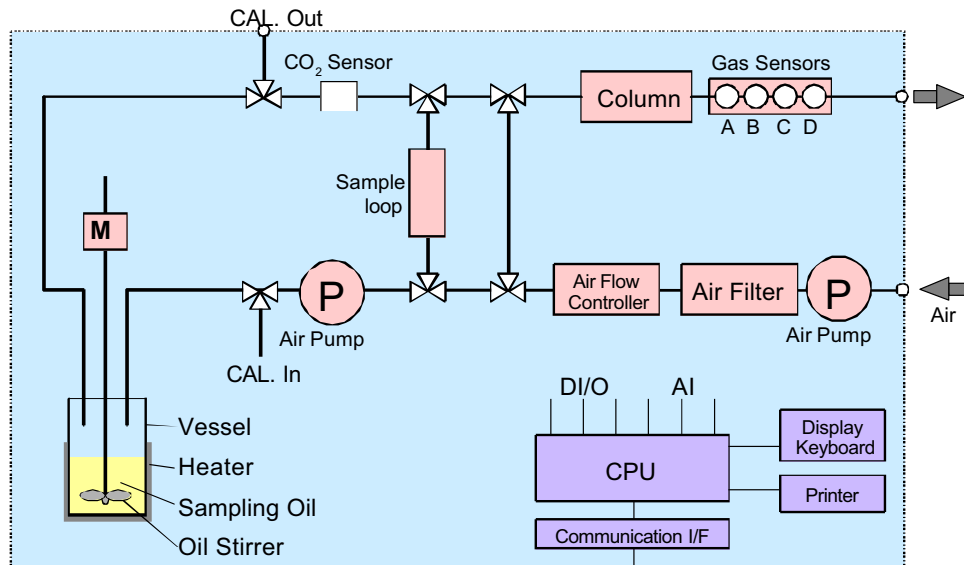 CAL. Out
CO2 Sensor
Gas Sensors
Column
A B C D
Sample
loop
M
P
Air Pump
Air Flow
Controller
Air Filter
P
Air Pump
Air
CAL. In
Vessel
Heater
Sampling Oil
Oil Stirrer
DI/O
AI
CPU
Display
Keyboard
Printer
Communication I/F